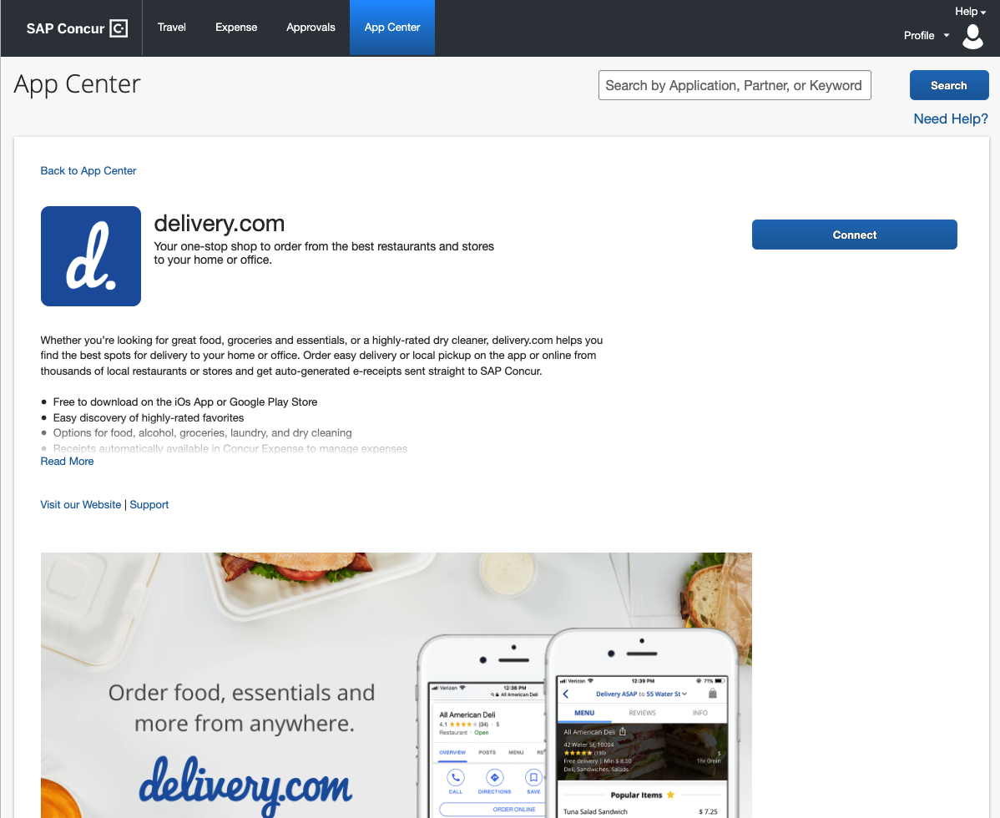 SAP Concur
Travel
Expense
Approvals
App Center
Help
Profile
App Center
Search by Application, Partner, or Keyword
Search
Need Help?
Back to App Center
d.
delivery.com
Your one-stop shop to order from the best restaurants and stores
to your home or office.
Connect
Whether you’re looking for great food, groceries and essentials, or a highly-rated dry cleaner, delivery.com helps you
find the best spots for delivery to your home or office. Order easy delivery or local pickup on the app or online from
thousands of local restaurants or stores and get auto-generated e-receipts sent straight to SAP Concur.
Free to download on the iOs App or Google Play Store
Easy discovery of highly-rated favorites
Options for food, alcohol, groceries, laundry, and dry cleaning
Receipts automatically available in Concur Expense to manage expenses
Read More
Visit our Website | Support
Order food, essentials and
more from anywhere.
delivery.com
Verizon 12:36 PM
All American Deli
All American Deli
4.1 (34) · $
Restaurant · Open
OVERVIEW POSTS MENU RE
CALL DIRECTIONS SAVE
ORDER ONLINE
Verizon 12:39 PM 71%
Delivery ASAP to 55 Water St
MENU REVIEWS INFO
All American Deli
42 Water St, 10004
(190) $
Free delivery | Min $ 8.00 1hr 0min
Deli, Sandwiches, Salads
Popular Items
Tuna Salad Sandwich $ 7.25